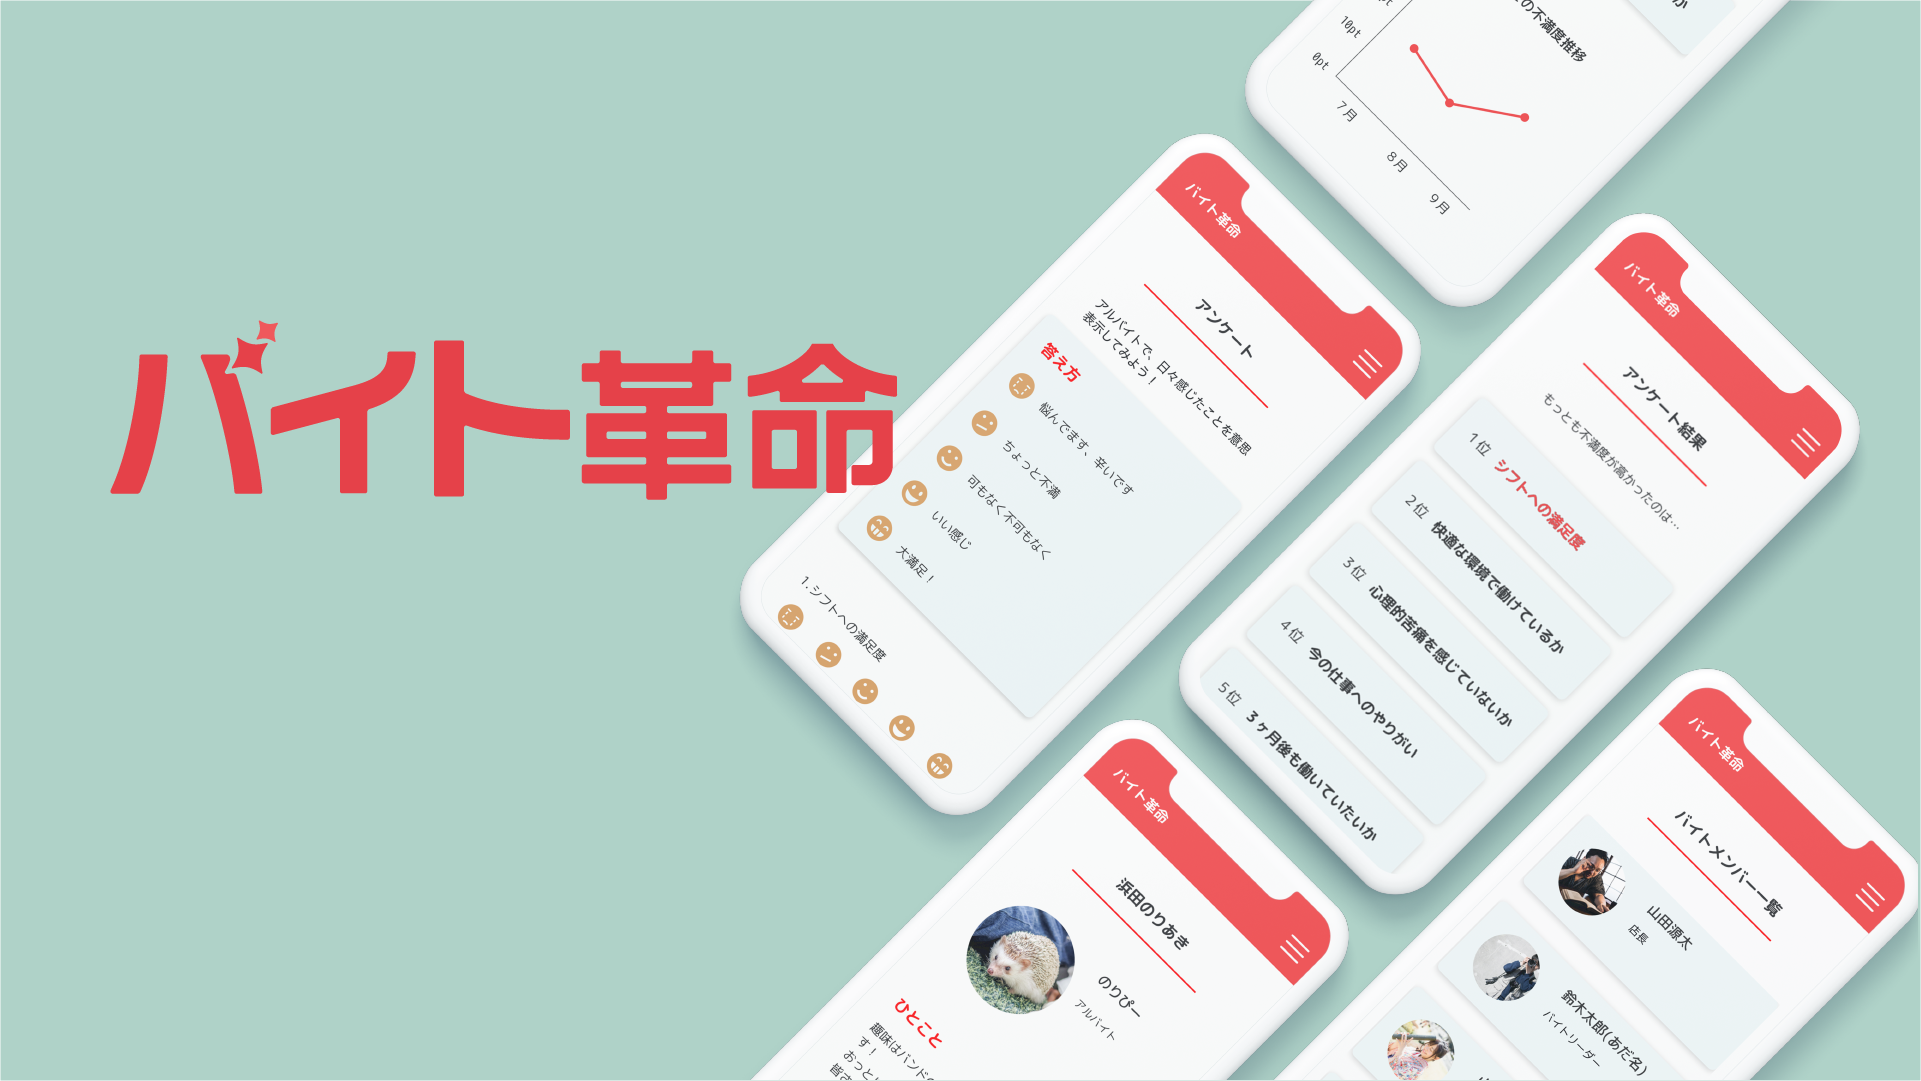 バイト革命
10pt
0pt
の不満度推移
7月
8月
9月
バイト革命
アンケート
アルバイトで、日々感じたことを意思
表示してみよう！
答え方
悩んでます、辛いです
ちょっと不満
可もなく不可もなく
いい感じ
大満足！
1.シフトへの満足度
バイト革命
アンケート結果
もっとも不満度が高かったのは…
1位 シフトへの満足度
2位 快適な環境で働けているか
3位 心理的苦痛を感じていないか
4位 今の仕事へのやりがい
5位 3ヶ月後も働いていたいか
バイト革命
浜田のりあき
のりぴー
アルバイト
ひとこと
趣味はバンドの
す！
おっとし
皆さ
バイト革命
バイトメンバー一覧
山田源太
店長
鈴木太郎(あだ名)
バイトリーダー